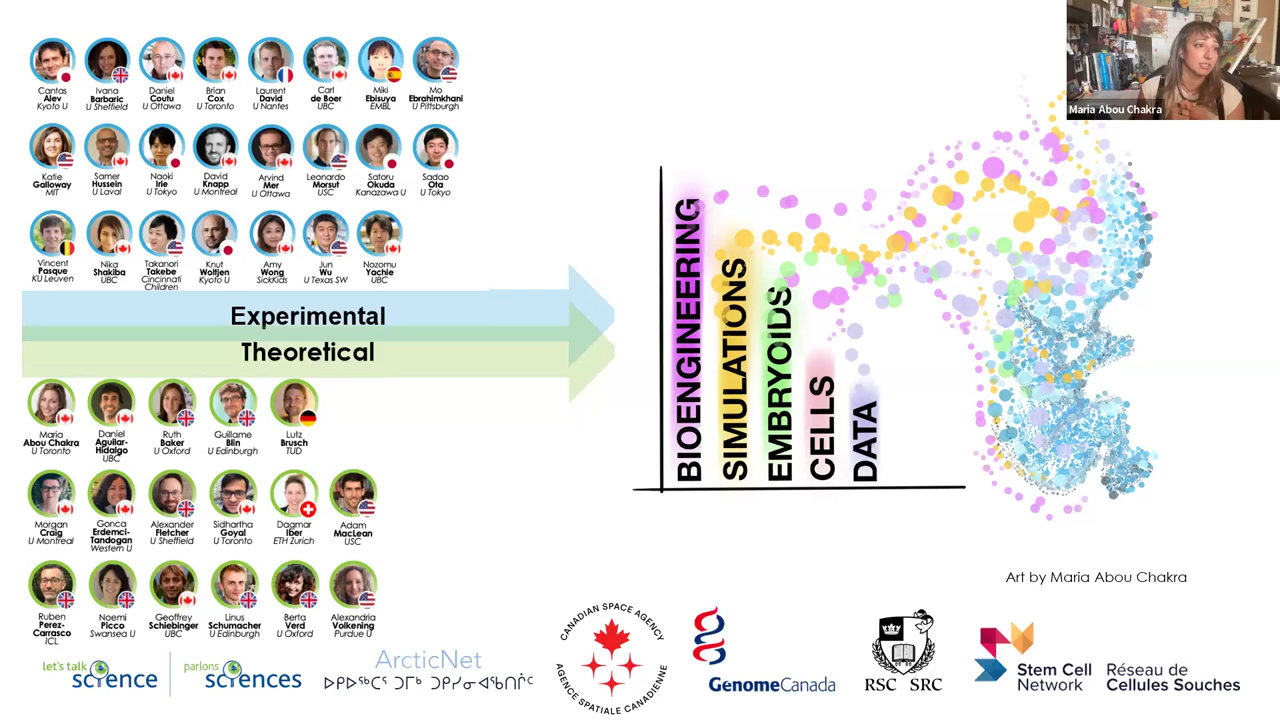 Maria Abou Chakra
Cantas
Alev
Kyoto U
Ivana
Barbaric
U Sheffield
Daniel
Coutu
U Ottawa
Brian
Cox
U Toronto
Laurent
David
U Nantes
Carl
de Boer
UBC
Miki
Ebisuya
EMBL
Mo
Ebrahimkhani
U Pittsburgh
Katie
Galloway
MIT
Samer
Hussein
U Laval
Naoki
Irie
U Tokyo
David
Knapp
U Montreal
Arvind
Mer
U Ottawa
Leonardo
Morsut
USC
Satoru
Okuda
Kanazawa U
Sadao
Ota
U Tokyo
Vincent
Pasque
KU Leuven
Nika
Shakiba
UBC
Takanori
Takebe
Cincinnati
Children
Knut
Woltjen
Kyoto U
Amy
Wong
SickKids
Jun
Wu
U Texas SW
Nozomu
Yachie
UBC
Experimental
Theoretical
Maria
Abou Chakra
U Toronto
Daniel
Aguilar-
Hidalgo
UBC
Ruth
Baker
U Oxford
Guillame
Blin
U Edinburgh
Lutz
Brusch
TUD
Morgan
Craig
U Montreal
Gonca
Erdemci-
Tandogan
Western U
Alexander
Fletcher
U Sheffield
Sidhartha
Goyal
U Toronto
Dagmar
Iber
ETH Zurich
Adam
MacLean
USC
Ruben
Perez-
Carrasco
ICL
Noemi
Picco
Swansea U
Geoffrey
Schiebinger
UBC
Linus
Schumacher
U Edinburgh
Berta
Verd
U Oxford
Alexandria
Volkening
Purdue U
BIOENGINEERING
SIMULATIONS
EMBRYOIDS
CELLS
DATA
Art by Maria Abou Chakra
let's talk
science
parlons
sciences
ArcticNet
ᐅᑭᐅᖅᑕᖅᑐᒥᒃ ᑐᑭᓯᓂᐊᖃᑎᒌᑦ
CANADIAN SPACE AGENCY
AGENCE SPATIALE CANADIENNE
GenomeCanada
RSC SRC
Stem Cell
Network
Réseau de
Cellules Souches